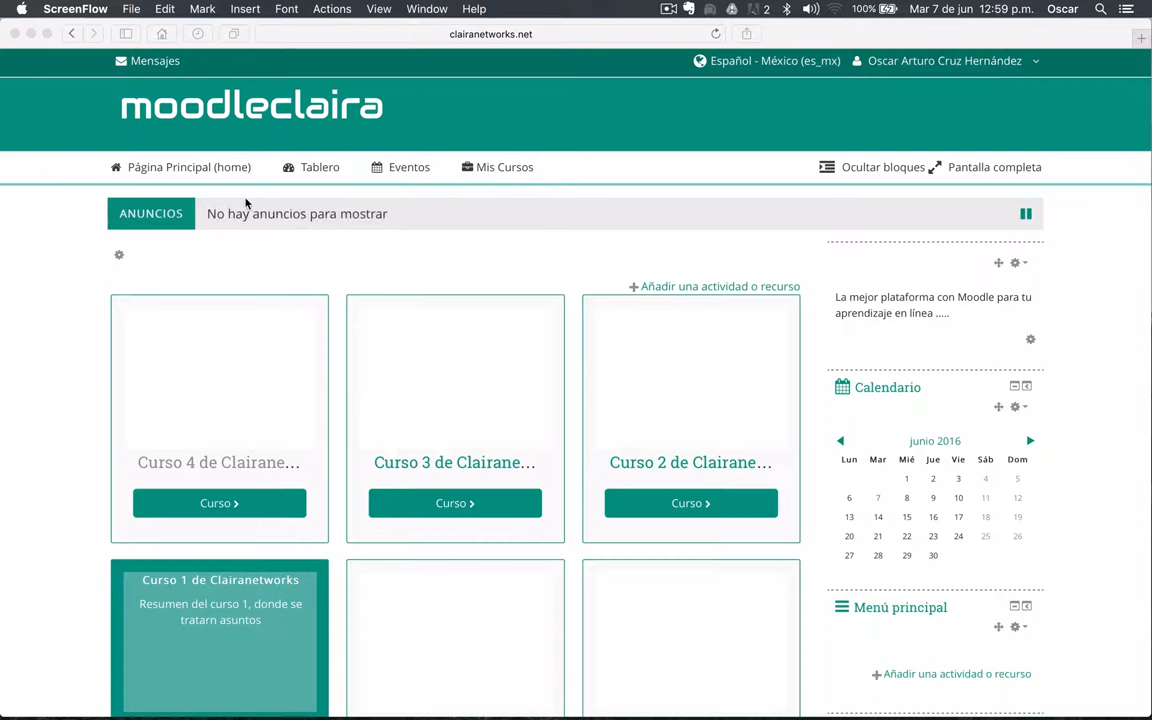 ScreenFlow File Edit Mark Insert Font Actions View Window Help 2 100% Mar 7 de jun 12:59 p.m. Oscar
clairanetworks.net
Mensajes Español - México (es_mx) Oscar Arturo Cruz Hernández
moodleclaira
Página Principal (home) Tablero Eventos Mis Cursos Ocultar bloques Pantalla completa
ANUNCIOS No hay anuncios para mostrar
Añadir una actividad o recurso
Curso 4 de Clairane...
Curso
Curso 3 de Clairane...
Curso
Curso 2 de Clairane...
Curso
Curso 1 de Clairanetworks
Resumen del curso 1, donde se
tratarn asuntos
La mejor plataforma con Moodle para tu
aprendizaje en línea .....
Calendario
junio 2016
Lun Mar Mié Jue Vie Sáb Dom
1 2 3 4 5
6 7 8 9 10 11 12
13 14 15 16 17 18 19
20 21 22 23 24 25 26
27 28 29 30
Menú principal
Añadir una actividad o recurso